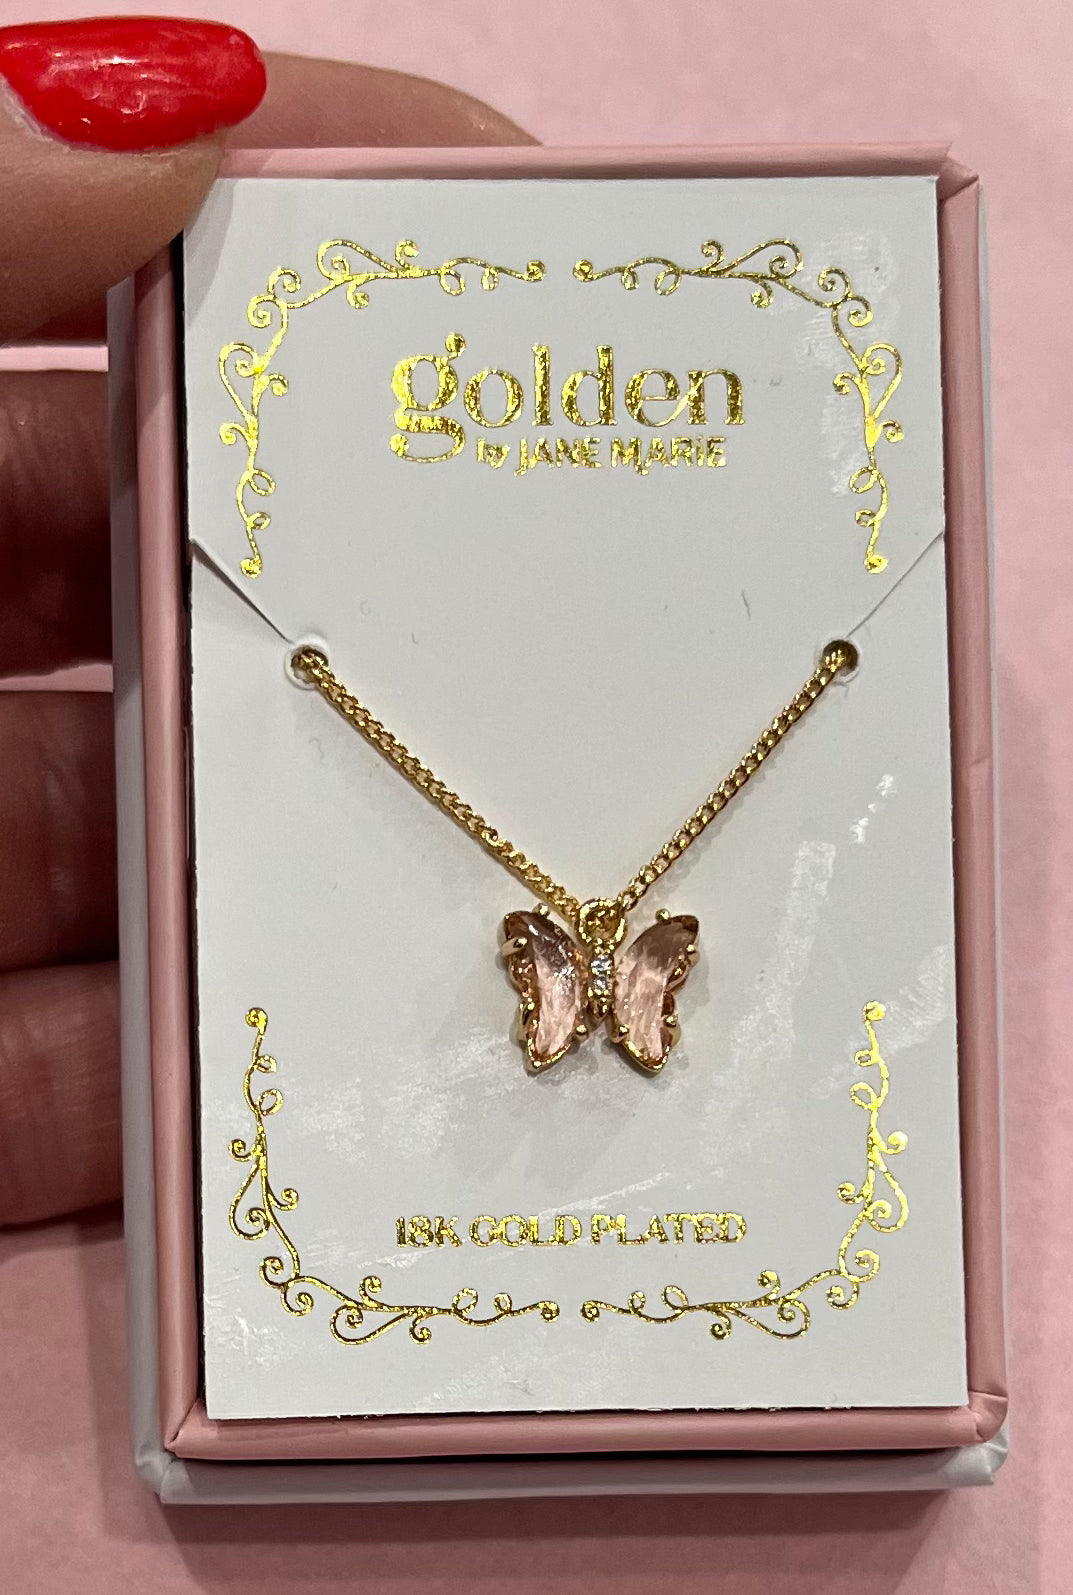 golden
by JANE MARIE
18K GOLD PLATED